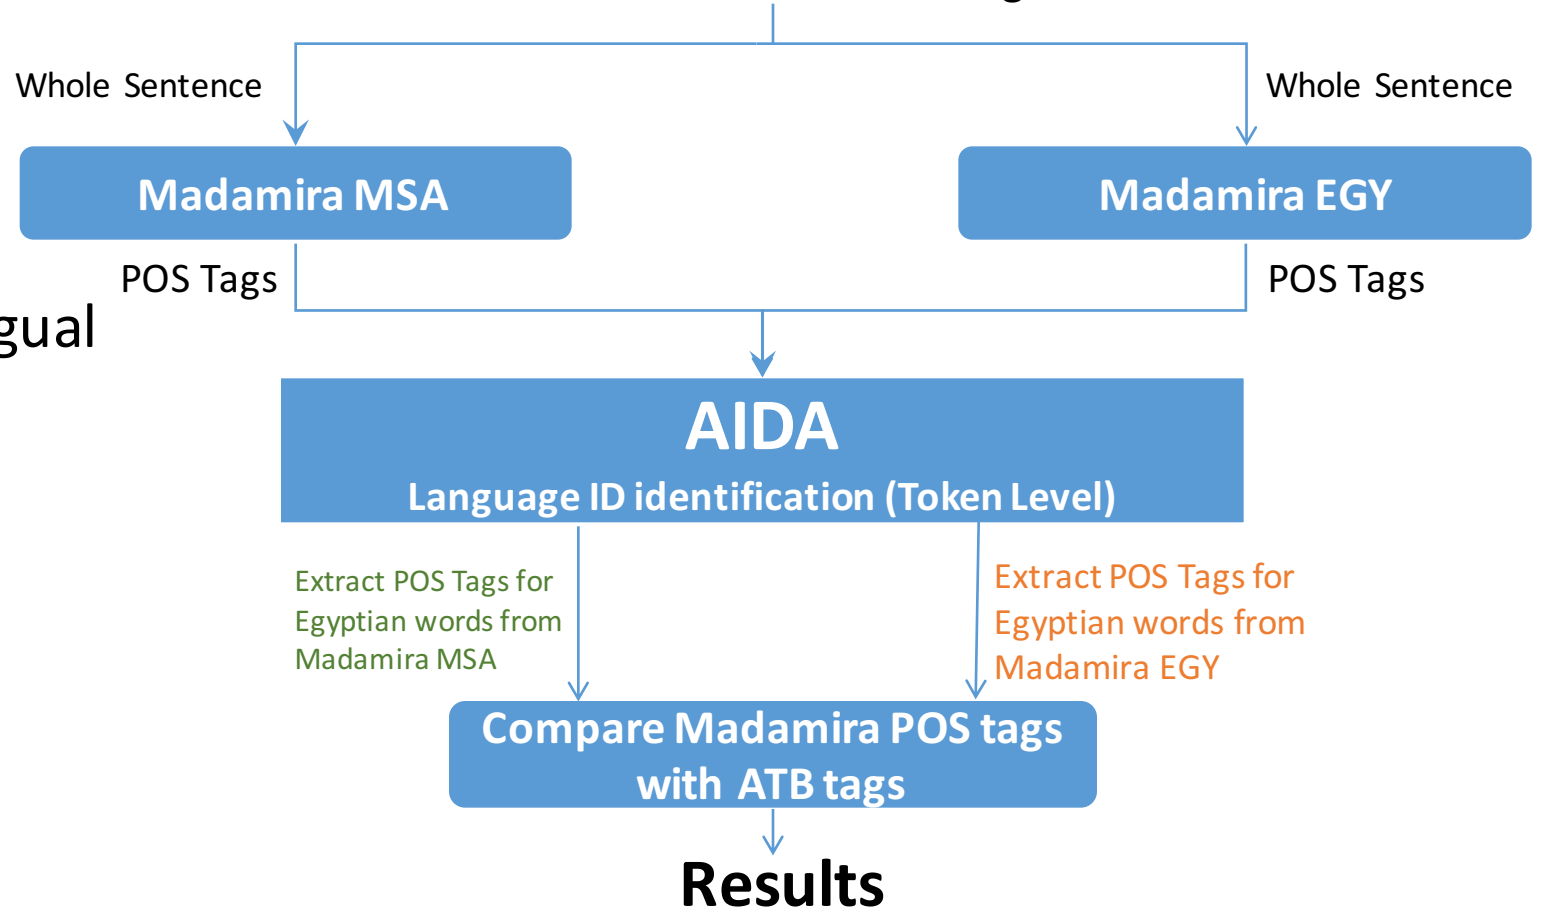 Whole Sentence
Whole Sentence
Madamira MSA
Madamira EGY
POS Tags
POS Tags
gual
AIDA
Language ID identification (Token Level)
Extract POS Tags for
Egyptian words from
Madamira MSA
Extract POS Tags for
Egyptian words from
Madamira EGY
Compare Madamira POS tags
with ATB tags
Results